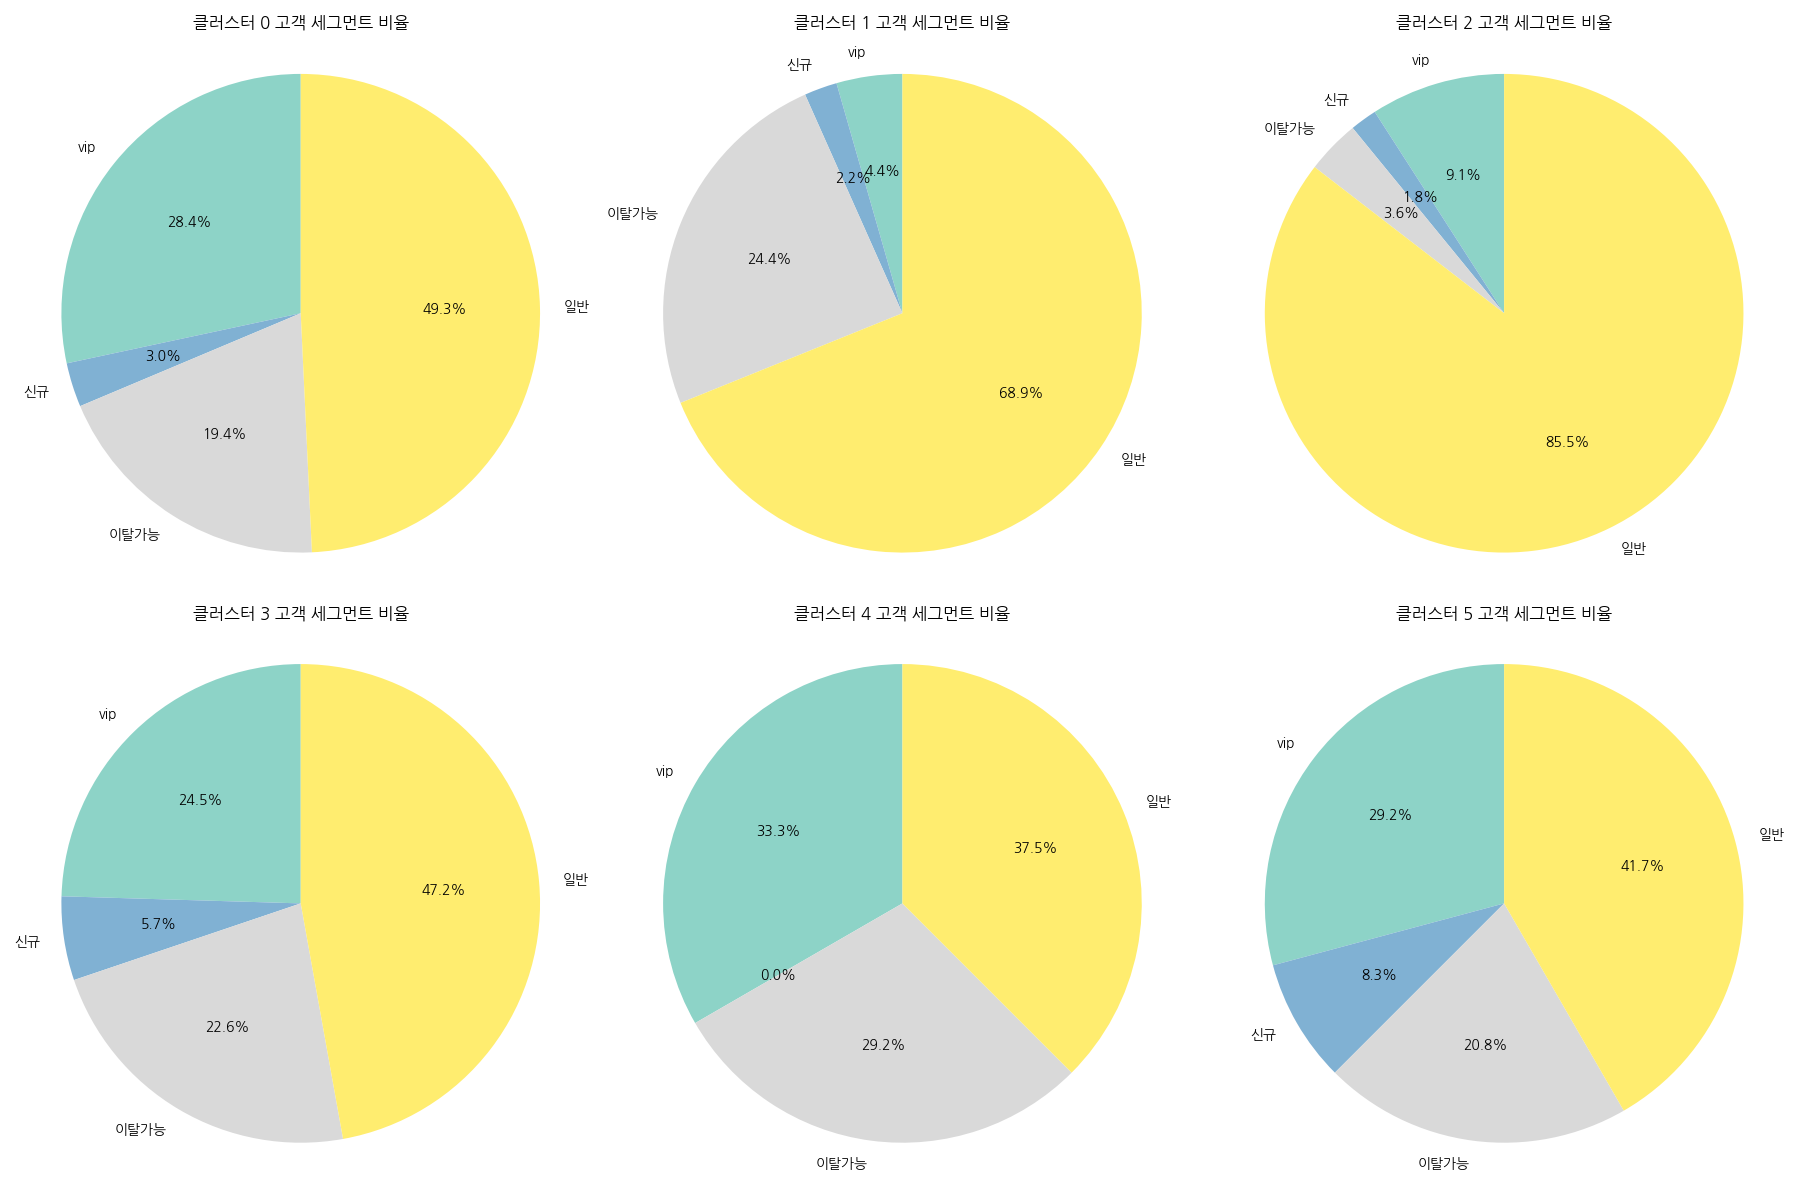 클러스터 0 고객 세그먼트 비율
vip
28.4%
49.3%
일반
3.0%
신규
19.4%
이탈가능
클러스터 1 고객 세그먼트 비율
vip
신규
4.4%
2.2%
이탈가능
24.4%
68.9%
일반
클러스터 2 고객 세그먼트 비율
vip
신규
이탈가능
9.1%
1.8%
3.6%
85.5%
일반
클러스터 3 고객 세그먼트 비율
vip
24.5%
47.2%
일반
5.7%
신규
22.6%
이탈가능
클러스터 4 고객 세그먼트 비율
vip
일반
33.3%
37.5%
0.0%
29.2%
이탈가능
클러스터 5 고객 세그먼트 비율
vip
29.2%
일반
41.7%
8.3%
신규
20.8%
이탈가능